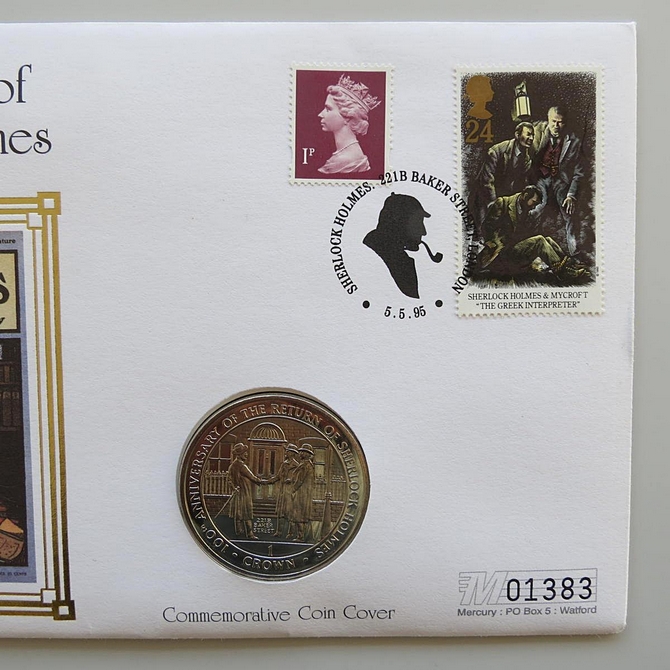 of
mes
1P
24
SHERLOCK HOLMES. 221B BAKER STREET. LONDON
5.5.95
SHERLOCK HOLMES & MYCROFT
"THE GREEK INTERPRETER"
100th ANNIVERSARY OF THE RETURN OF SHERLOCK HOLMES
221B
BAKER
STREET
1
CROWN
Commemorative Coin Cover
M 01383
Mercury : PO Box 5 : Watford